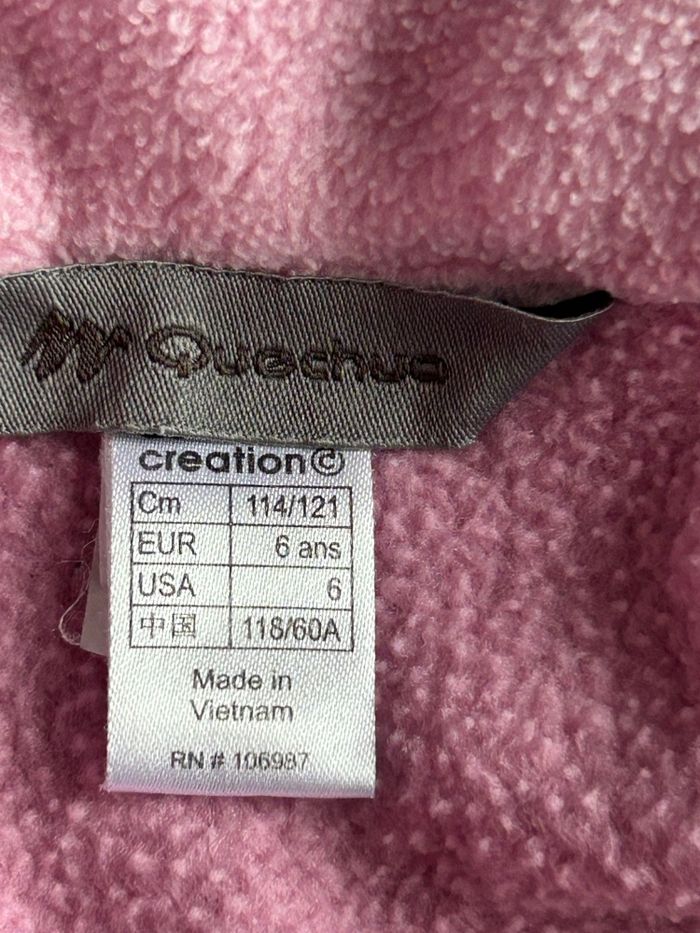 Quechua
creation©
Cm 114/121
EUR 6 ans
USA 6
中国 118/60A
Made in
Vietnam
RN # 106987